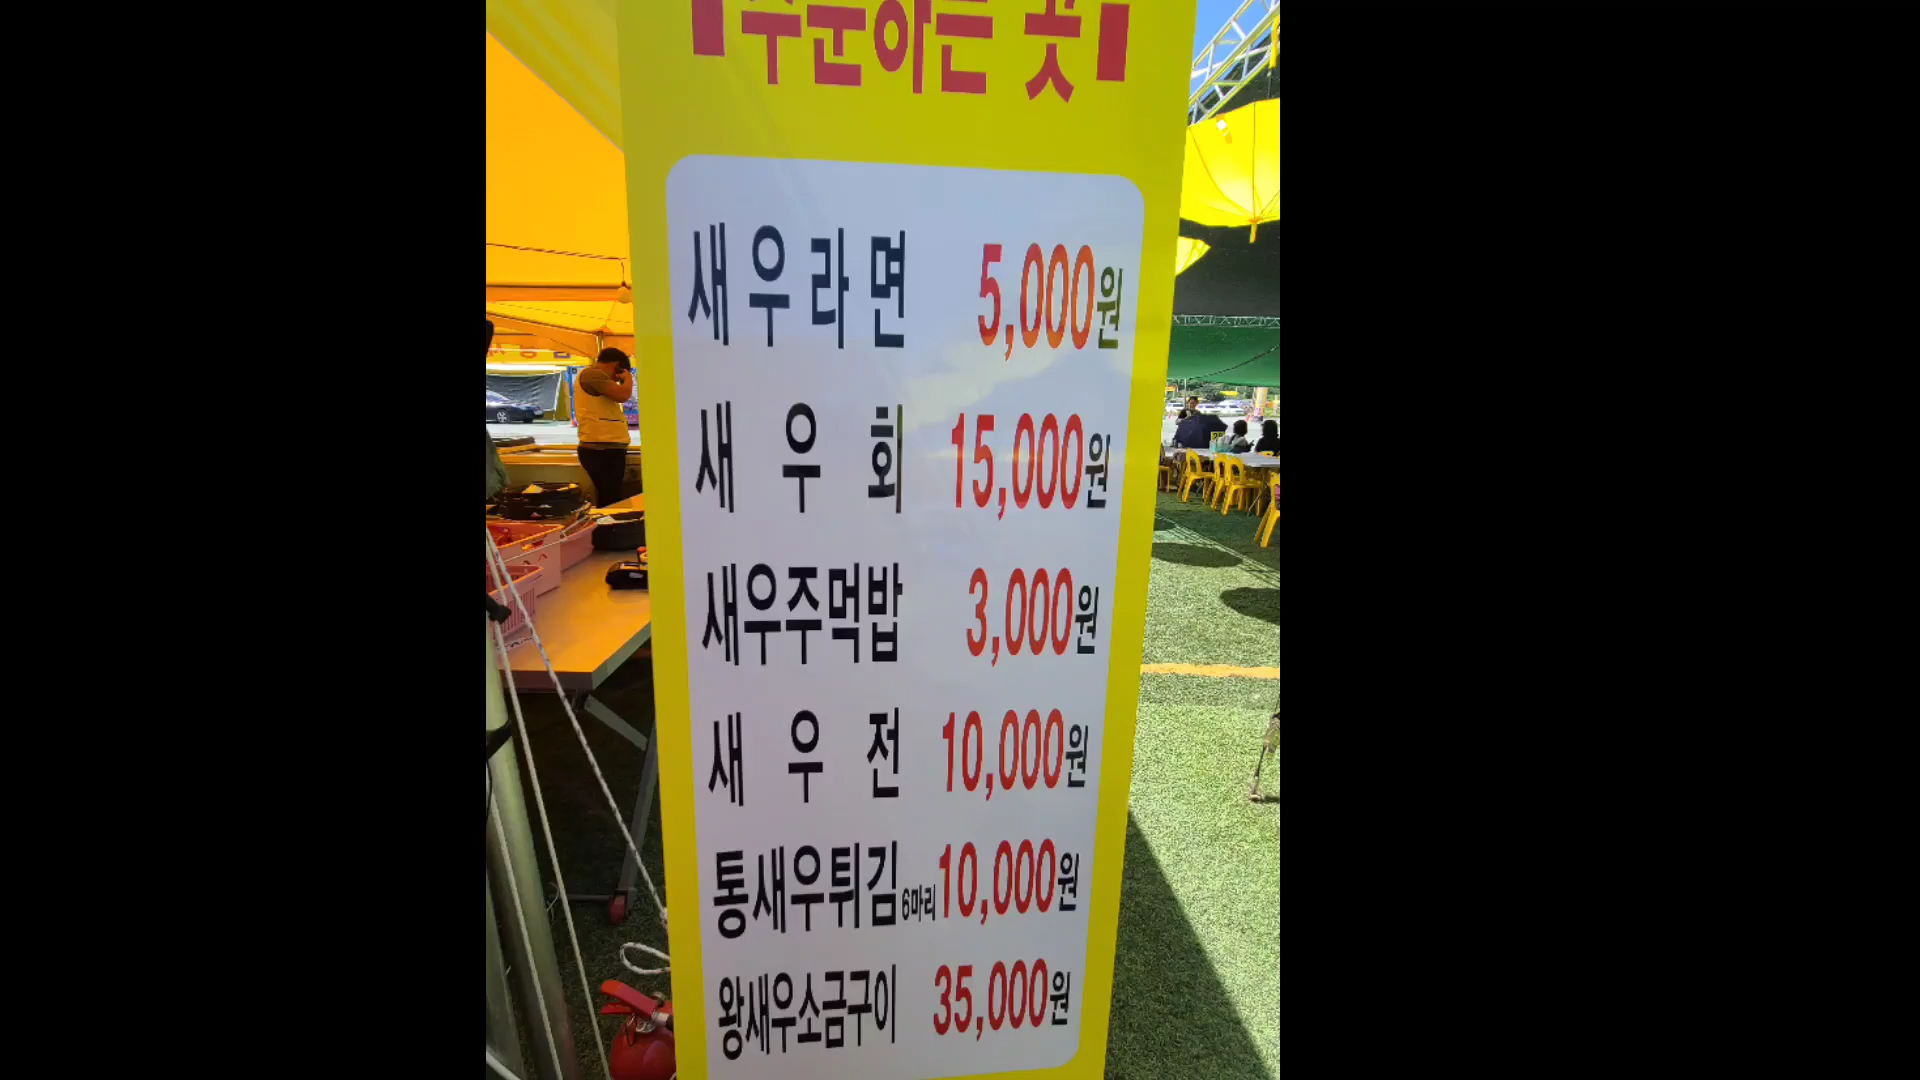 ■주문하는 곳■
새우라면 5,000원
새우회 15,000원
새우주먹밥 3,000원
새우전 10,000원
통새우튀김 6마리 10,000원
왕새우소금구이 35,000원